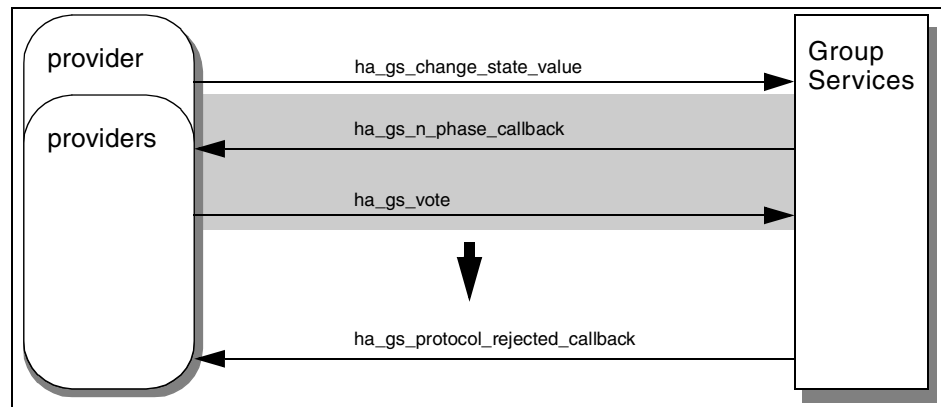 provider
ha_gs_change_state_value
Group
Services
providers
ha_gs_n_phase_callback
ha_gs_vote
ha_gs_protocol_rejected_callback